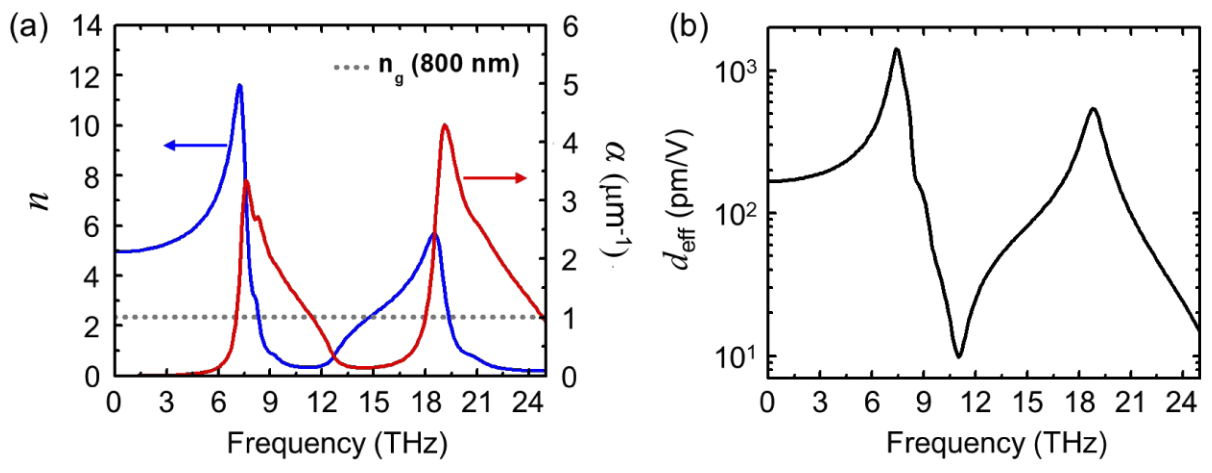 (a)
14
12
10
8
6
4
2
0
n
n_g (800 nm)
6
5
4
3
2
1
0
α (μm⁻¹)
0 3 6 9 12 15 18 21 24
Frequency (THz)
(b)
10³
10²
10¹
d_eff (pm/V)
0 3 6 9 12 15 18 21 24
Frequency (THz)